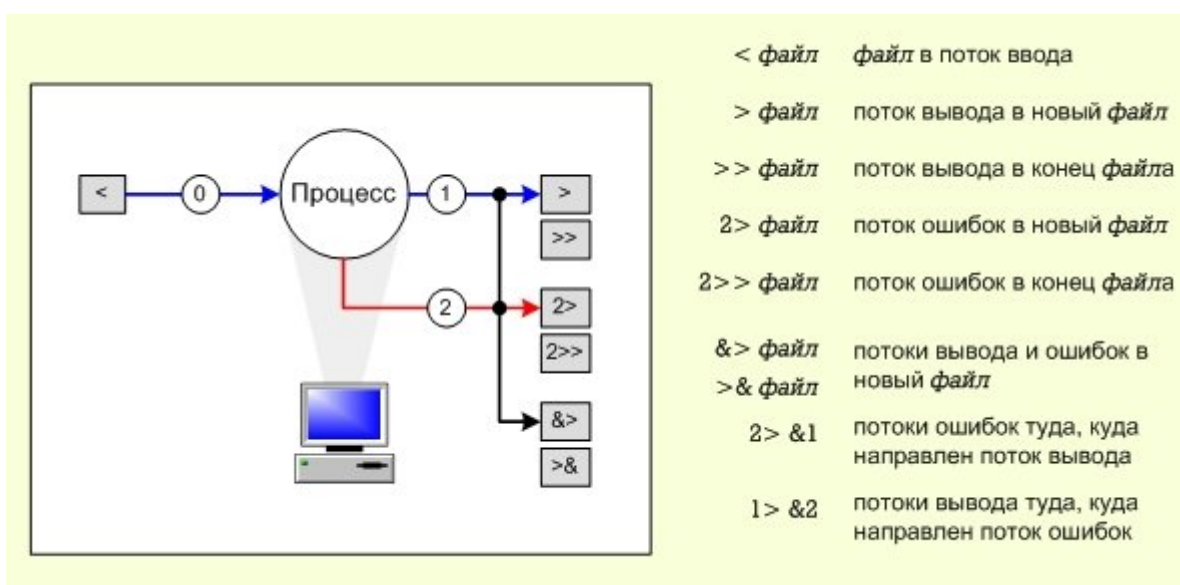 < 0 Процесс 1 >
>>
2 2>
2>>
&>
>&
< файл файл в поток ввода
> файл поток вывода в новый файл
>> файл поток вывода в конец файла
2> файл поток ошибок в новый файл
2>> файл поток ошибок в конец файла
&> файл потоки вывода и ошибок в
>& файл новый файл
2> &1 потоки ошибок туда, куда
направлен поток вывода
1> &2 потоки вывода туда, куда
направлен поток ошибок